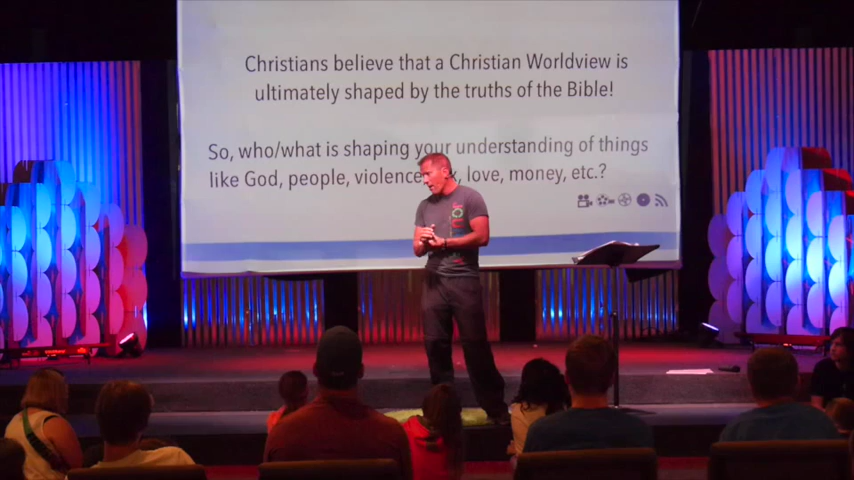 Christians believe that a Christian Worldview is
ultimately shaped by the truths of the Bible!
So, who/what is shaping your understanding of things
like God, people, violence, love, money, etc.?